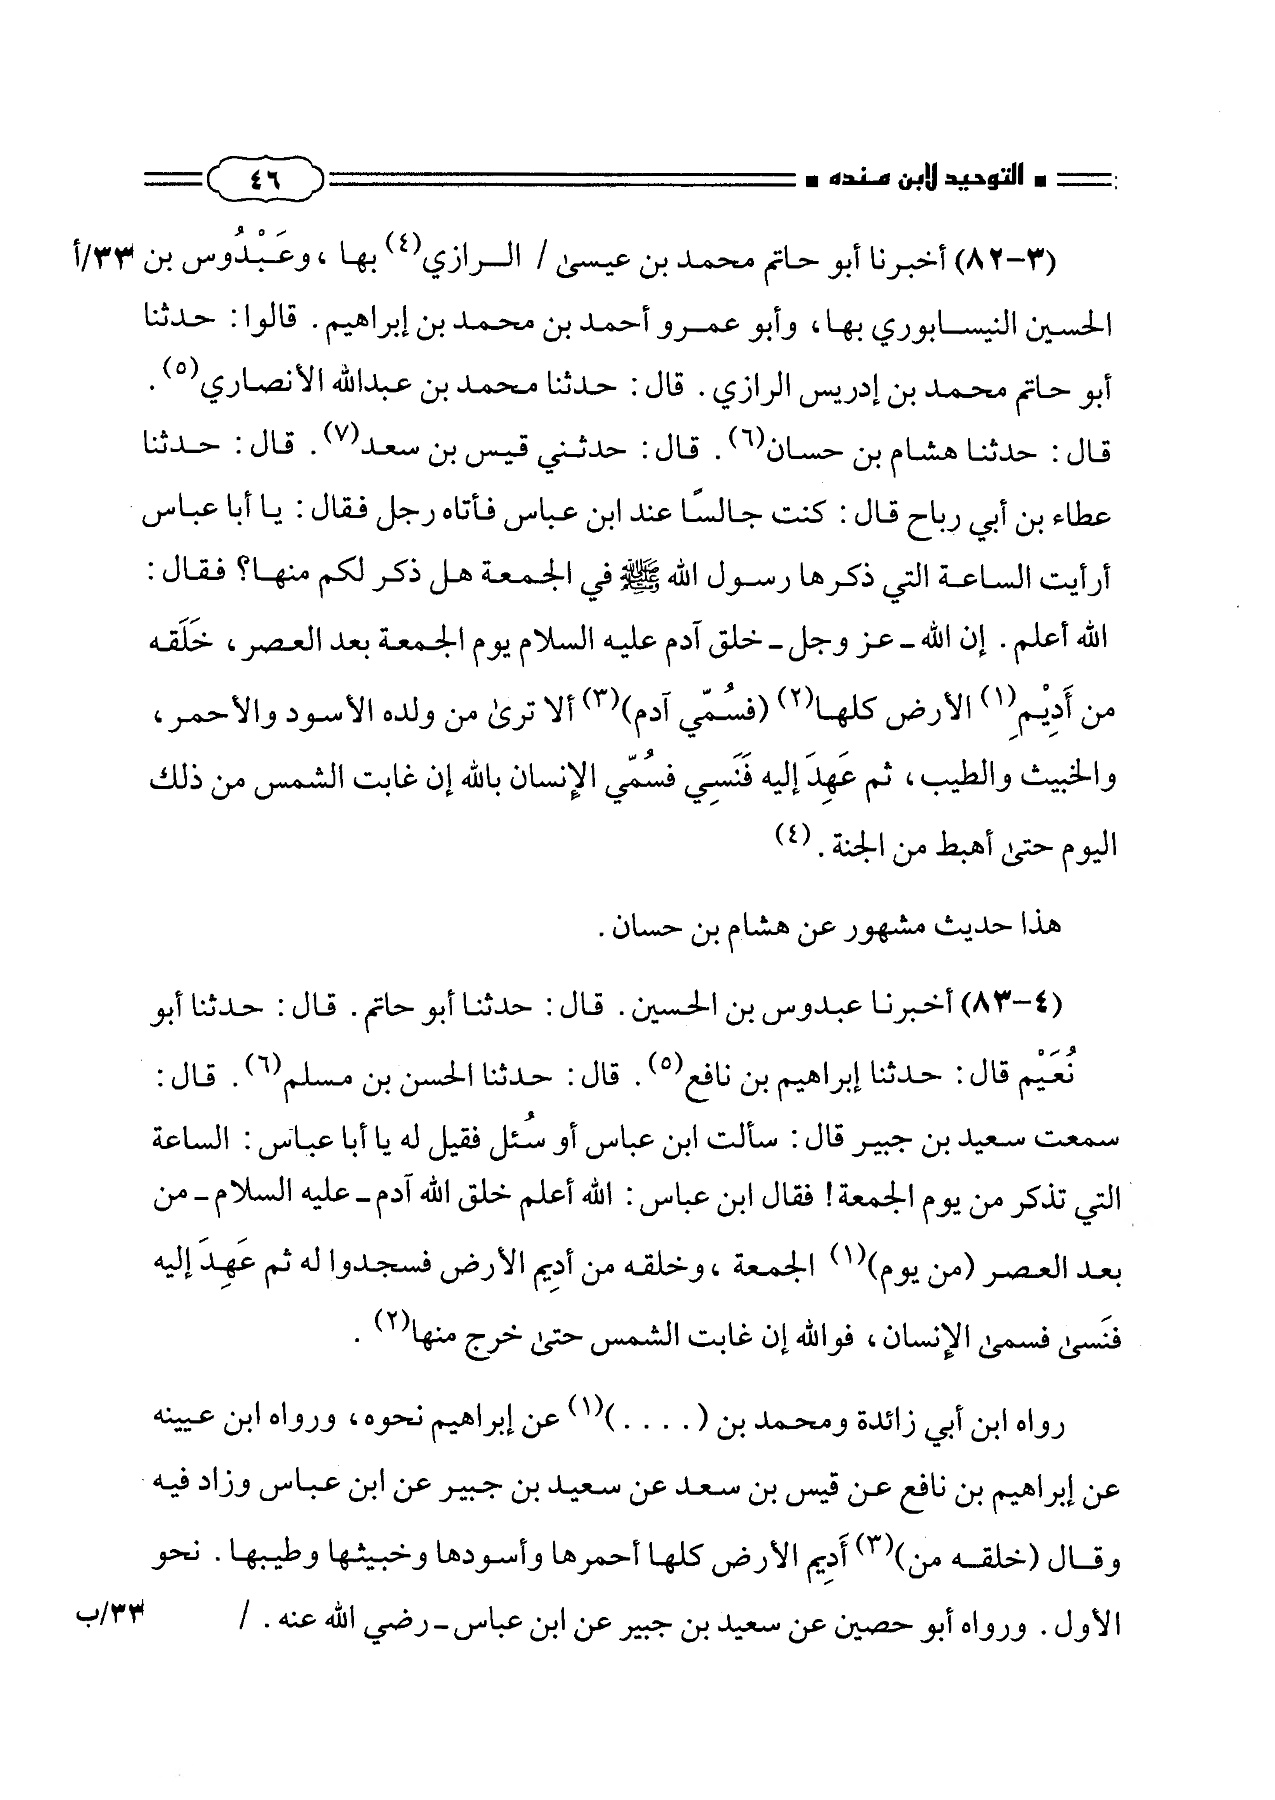 التوحيد لابن منده ٤٦
(٣-٨٢) أخبرنا أبو حاتم محمد بن عيسى / الرازي(٤) بها ، وعَبْدُوس بن ٣٣/أ
الحسين النيسابوري بها، وأبو عمرو أحمد بن محمد بن إبراهيم. قالوا: حدثنا
أبو حاتم محمد بن إدريس الرازي. قال: حدثنا محمد بن عبدالله الأنصاري(٥).
قال: حدثنا هشام بن حسان(٦). قال: حدثني قيس بن سعد(٧). قال: حدثنا
عطاء بن أبي رباح قال: كنت جالسًا عند ابن عباس فأتاه رجل فقال: يا أبا عباس
أرأيت الساعة التي ذكرها رسول الله ﷺ في الجمعة هل ذكر لكم منها؟ فقال:
الله أعلم. إن الله ـ عز وجل ـ خلق آدم عليه السلام يوم الجمعة بعد العصر، خَلَقه
من أَدِيْمِ(١) الأرض كلها(٢) (فسُمّي آدم)(٣) ألا ترى من ولده الأسود والأحمر،
والخبيث والطيب، ثم عَهِدَ إليه فَنَسِي فسُمّي الإنسان بالله إن غابت الشمس من ذلك
اليوم حتى أهبط من الجنة.(٤)
هذا حديث مشهور عن هشام بن حسان.
(٤-٨٣) أخبرنا عبدوس بن الحسين. قال: حدثنا أبو حاتم. قال: حدثنا أبو
نُعَيْم قال: حدثنا إبراهيم بن نافع(٥). قال: حدثنا الحسن بن مسلم(٦). قال:
سمعت سعيد بن جبير قال: سألت ابن عباس أو سُئل فقيل له يا أبا عباس: الساعة
التي تذكر من يوم الجمعة! فقال ابن عباس: الله أعلم خلق الله آدم ـ عليه السلام ـ من
بعد العصر (من يوم)(١) الجمعة ، وخلقه من أدِيم الأرض فسجدوا له ثم عَهِدَ إليه
فنَسىَ فسمى الإنسان، فوالله إن غابت الشمس حتى خرج منها(٢).
رواه ابن أبي زائدة ومحمد بن (. . . .)(١) عن إبراهيم نحوه، ورواه ابن عيينه
عن إبراهيم بن نافع عن قيس بن سعد عن سعيد بن جبير عن ابن عباس وزاد فيه
وقال (خلقه من)(٣) أَدِيم الأرض كلها أحمرها وأسودها وخبيثها وطيبها. نحو
الأول. ورواه أبو حصين عن سعيد بن جبير عن ابن عباس ـ رضي الله عنه. / ٣٣/ب